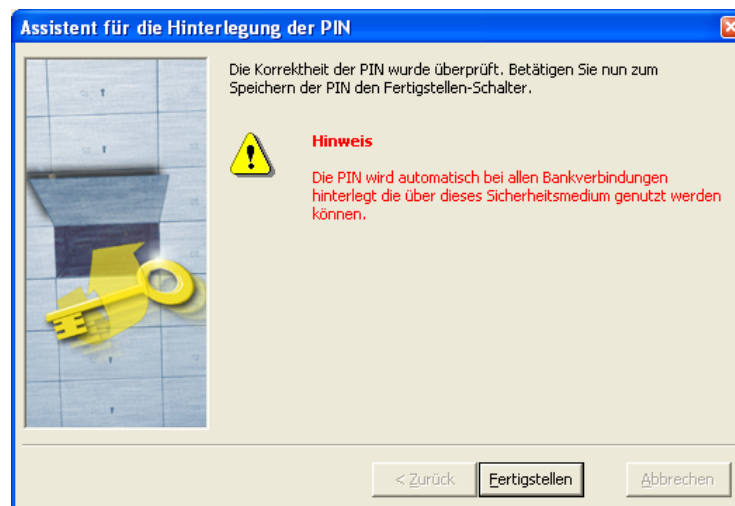 Assistent für die Hinterlegung der PIN
Die Korrektheit der PIN wurde überprüft. Betätigen Sie nun zum
Speichern der PIN den Fertigstellen-Schalter.
Hinweis
Die PIN wird automatisch bei allen Bankverbindungen
hinterlegt die über dieses Sicherheitsmedium genutzt werden
können.
< Zurück
Fertigstellen
Abbrechen